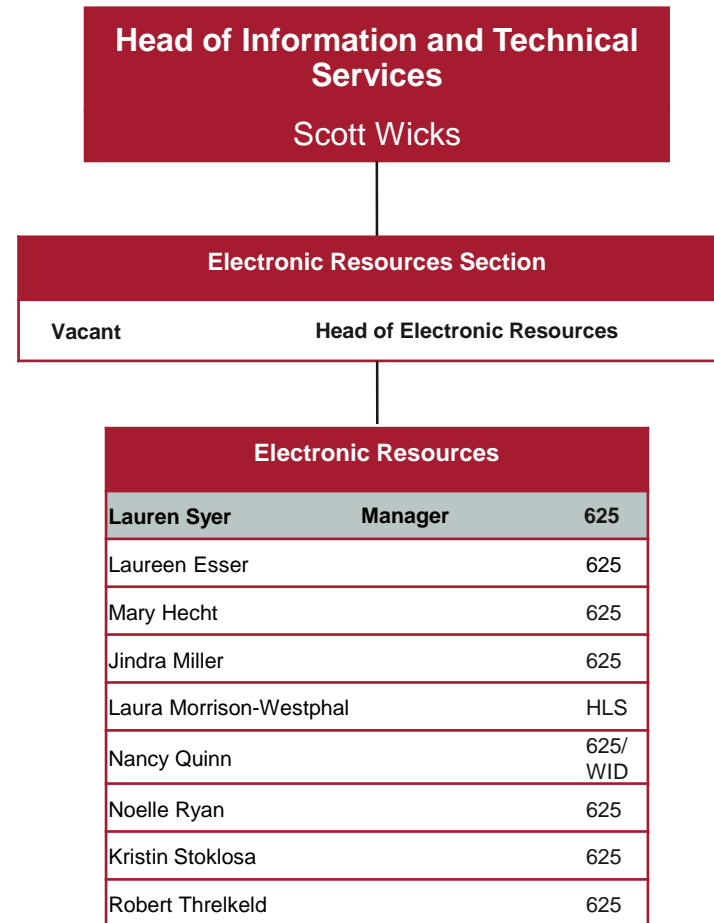 Head of Information and Technical
Services
Scott Wicks
Electronic Resources Section
Vacant Head of Electronic Resources
Electronic Resources
Lauren Syer Manager 625
Laureen Esser 625
Mary Hecht 625
Jindra Miller 625
Laura Morrison-Westphal HLS
Nancy Quinn 625/
WID
Noelle Ryan 625
Kristin Stoklosa 625
Robert Threlkeld 625